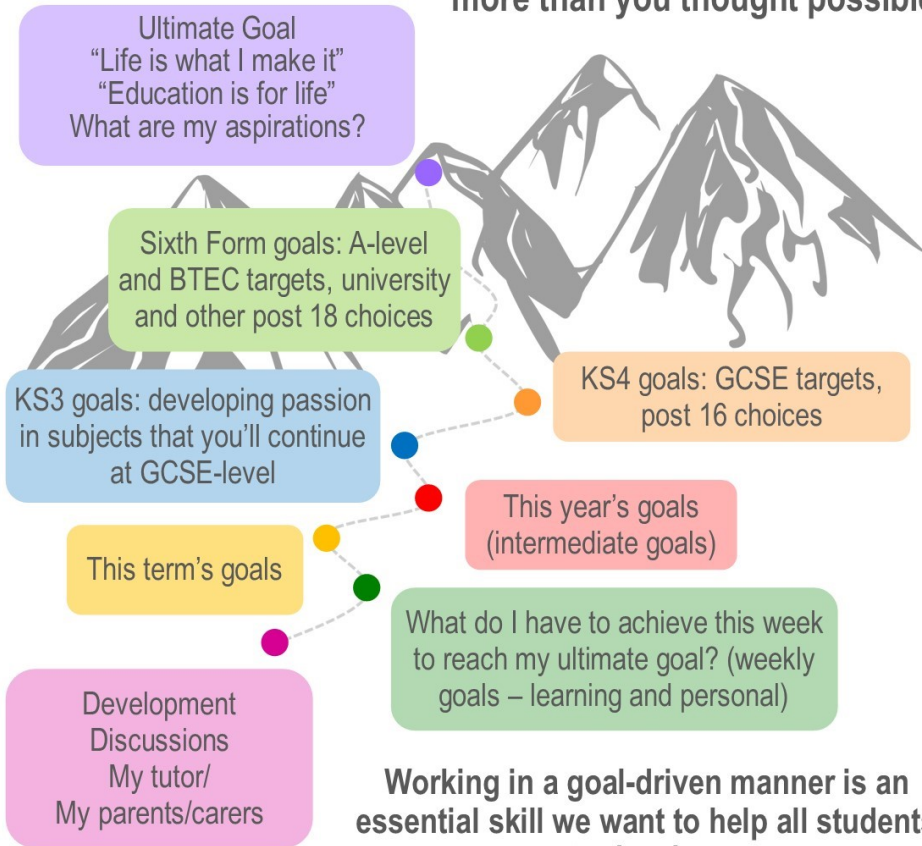 more than you thought possible
Ultimate Goal
“Life is what I make it”
“Education is for life”
What are my aspirations?
Sixth Form goals: A-level
and BTEC targets, university
and other post 18 choices
KS4 goals: GCSE targets,
post 16 choices
KS3 goals: developing passion
in subjects that you’ll continue
at GCSE-level
This year’s goals
(intermediate goals)
This term’s goals
What do I have to achieve this week
to reach my ultimate goal? (weekly
goals – learning and personal)
Development
Discussions
My tutor/
My parents/carers
Working in a goal-driven manner is an
essential skill we want to help all students